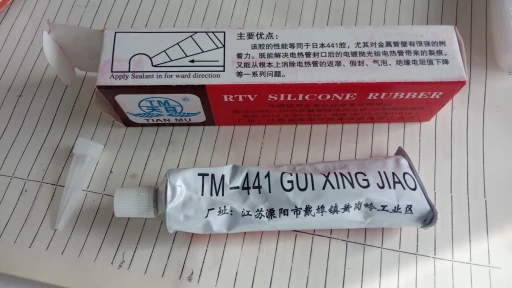 主要优点：
该胶的性能等同于日本441胶，尤其对金属管壁有很强的附
着力。既能解决电热管封口后的电镀抛光给电热管带来的裂痕，
又能从根本上消除电热管的返潮、假封、气泡、绝缘电阻值下降
等一系列问题。
Apply Sealant in for ward direction
TM
天目
TIAN MU
RTV SILICONE RUBBER
TM-441 GUI XING JIAO
厂址：江苏溧阳市戴埠镇黄岗岭工业区